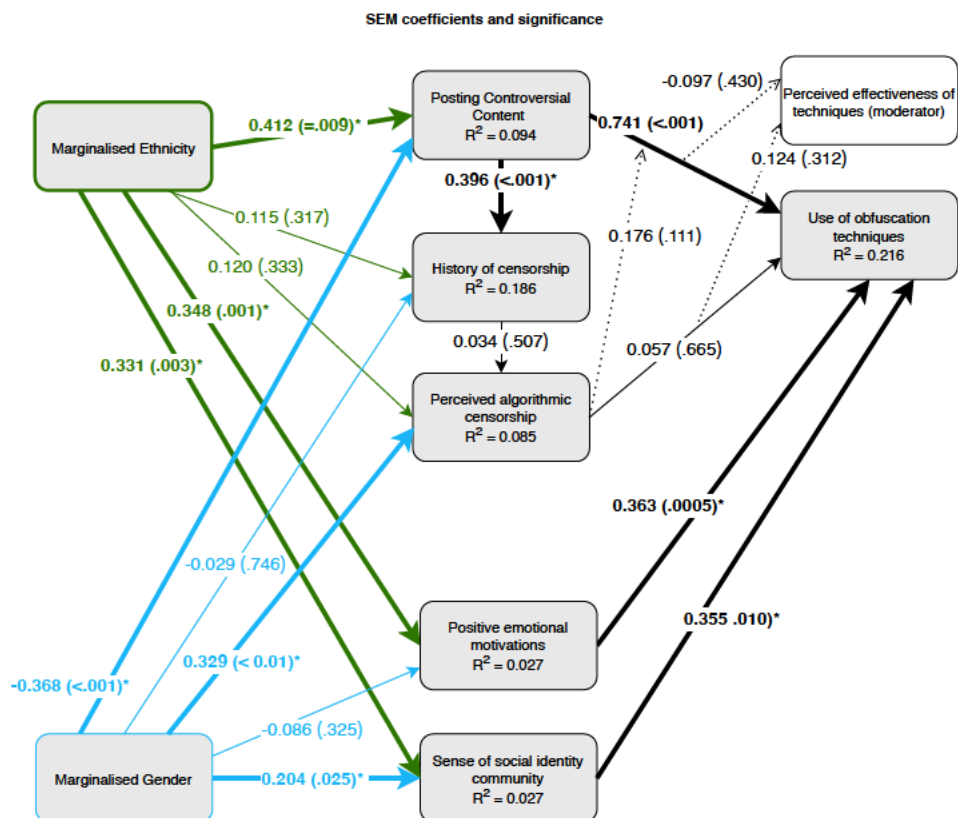 SEM coefficients and significance
Marginalised Ethnicity
0.412 (=.009)*
Posting Controversial
Content
R² = 0.094
-0.097 (.430)
Perceived effectiveness of
techniques (moderator)
0.741 (<.001)
0.124 (.312)
0.396 (<.001)*
0.115 (.317)
0.176 (.111)
Use of obfuscation
techniques
R² = 0.216
0.120 (.333)
History of censorship
R² = 0.186
0.348 (.001)*
0.034 (.507)
0.057 (.665)
0.331 (.003)*
Perceived algorithmic
censorship
R² = 0.085
0.363 (.0005)*
-0.029 (.746)
0.355 .010)*
Positive emotional
motivations
R² = 0.027
0.329 (< 0.01)*
-0.368 (<.001)*
-0.086 (.325)
Marginalised Gender
0.204 (.025)*
Sense of social identity
community
R² = 0.027